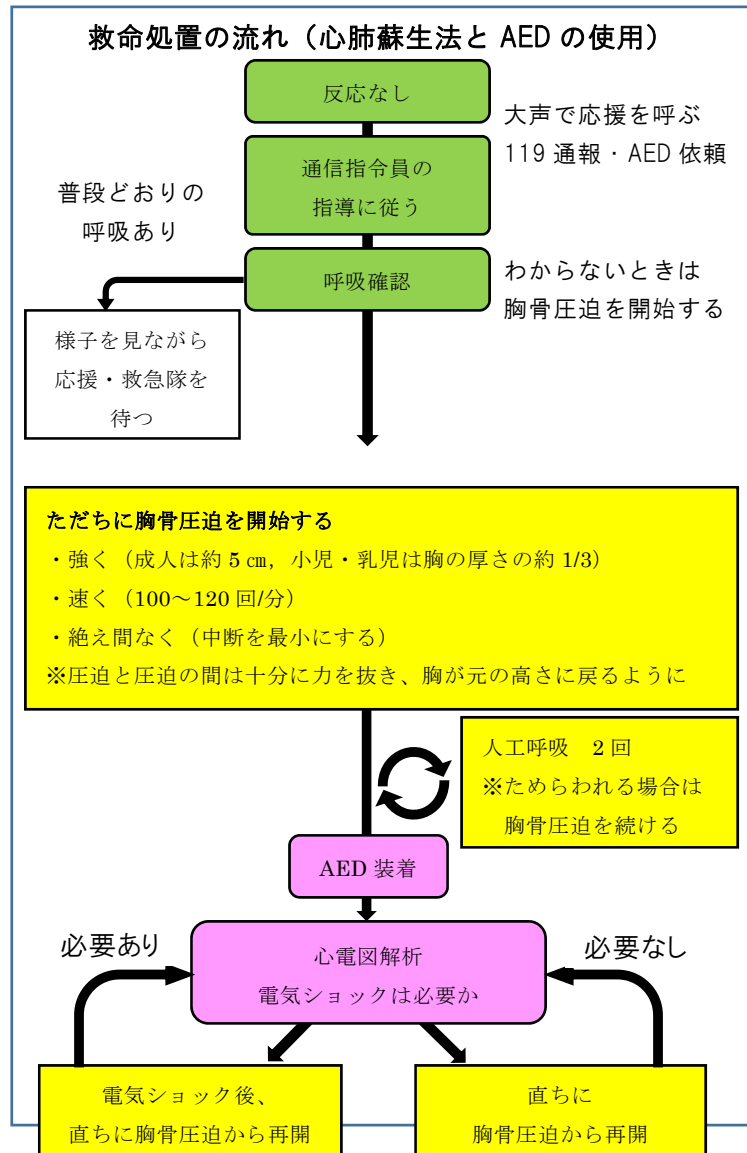 救命処置の流れ（心肺蘇生法と AED の使用）
反応なし
大声で応援を呼ぶ
119 通報・AED 依頼
通信指令員の
指導に従う
普段どおりの
呼吸あり
呼吸確認
わからないときは
胸骨圧迫を開始する
様子を見ながら
応援・救急隊を
待つ
ただちに胸骨圧迫を開始する
・強く（成人は約 5 ㎝，小児・乳児は胸の厚さの約 1/3）
・速く（100～120 回/分）
・絶え間なく（中断を最小にする）
※圧迫と圧迫の間は十分に力を抜き、胸が元の高さに戻るように
人工呼吸　2 回
※ためらわれる場合は
胸骨圧迫を続ける
AED 装着
心電図解析
電気ショックは必要か
必要あり
必要なし
電気ショック後、
直ちに胸骨圧迫から再開
直ちに
胸骨圧迫から再開